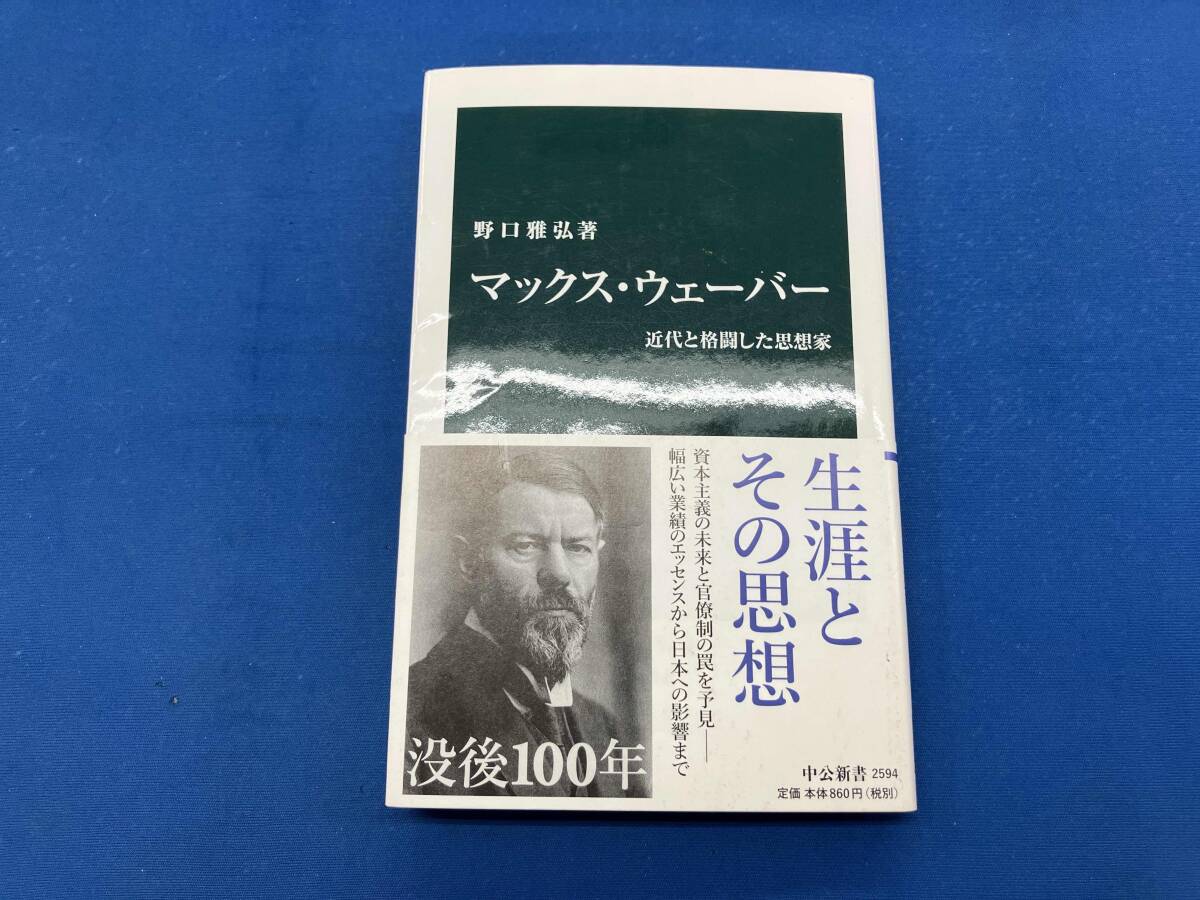 野口雅弘著
マックス・ウェーバー
近代と格闘した思想家
生涯と
その思想
資本主義の未来と官僚制の罠を予見——
幅広い業績のエッセンスから日本への影響まで
没後100年
中公新書 2594
定価 本体860円(税別)